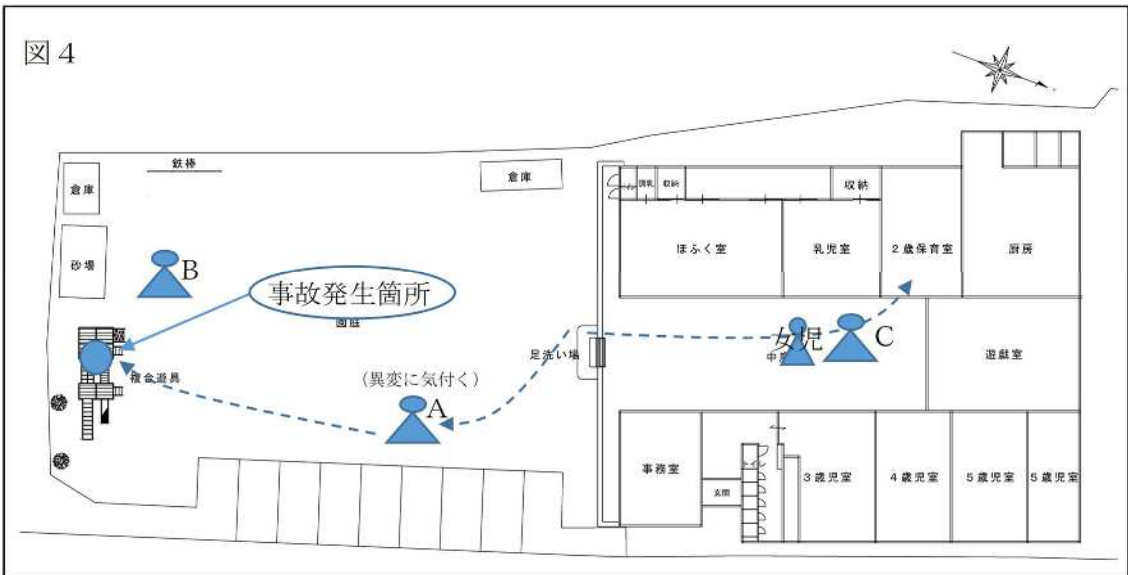 図４
鉄棒
倉庫
倉庫
砂場
B
事故発生箇所
園庭
複合遊具
（異変に気付く）
A
足洗い場
調乳
収納
収納
ほふく室
乳児室
２歳保育室
厨房
女児
C
遊戯室
事務室
玄関
３歳児室
４歳児室
５歳児室
５歳児室